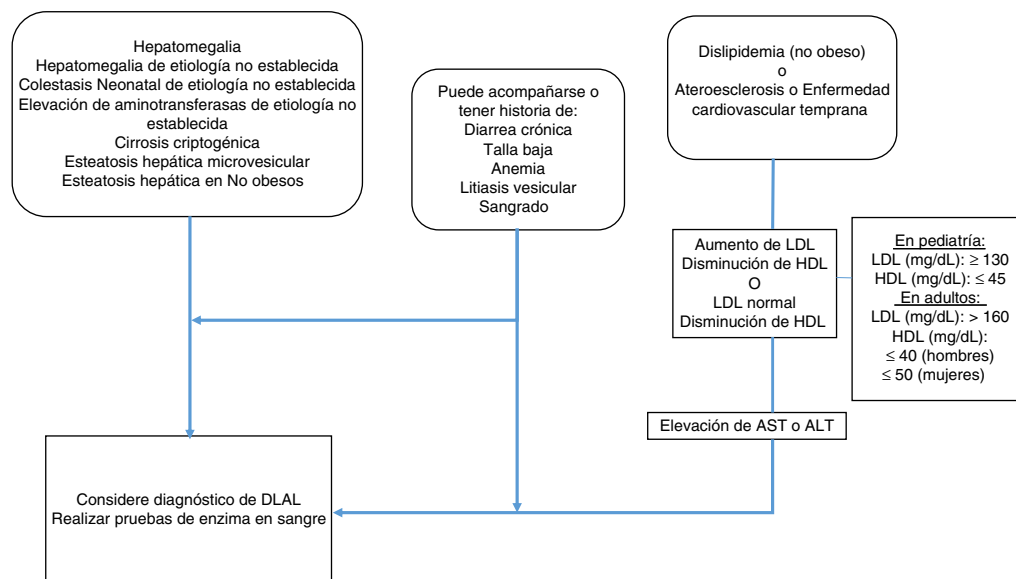 Hepatomegalia
Hepatomegalia de etiología no establecida
Colestasis Neonatal de etiología no establecida
Elevación de aminotransferasas de etiología no
establecida
Cirrosis criptogénica
Esteatosis hepática microvesicular
Esteatosis hepática en No obesos
Puede acompañarse o
tener historia de:
Diarrea crónica
Talla baja
Anemia
Litiasis vesicular
Sangrado
Dislipidemia (no obeso)
o
Ateroesclerosis o Enfermedad
cardiovascular temprana
Aumento de LDL
Disminución de HDL
O
LDL normal
Disminución de HDL
En pediatría:
LDL (mg/dL): ≥ 130
HDL (mg/dL): ≤ 45
En adultos:
LDL (mg/dL): > 160
HDL (mg/dL):
≤ 40 (hombres)
≤ 50 (mujeres)
Elevación de AST o ALT
Considere diagnóstico de DLAL
Realizar pruebas de enzima en sangre